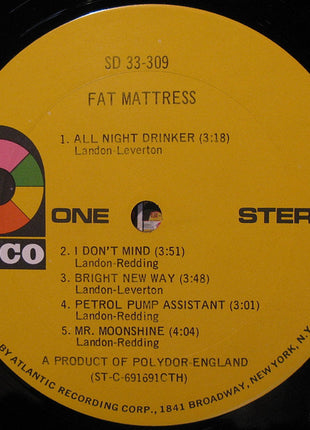 SD 33-309
FAT MATTRESS
1. ALL NIGHT DRINKER (3:18)
Landon-Leverton
CO ONE STER
2. I DON'T MIND (3:51)
Landon-Redding
3. BRIGHT NEW WAY (3:48)
Landon-Leverton
4. PETROL PUMP ASSISTANT (3:01)
Landon-Redding
5. MR. MOONSHINE (4:04)
Landon-Redding
A PRODUCT OF POLYDOR-ENGLAND
(ST-C-691691CTH)
BY ATLANTIC RECORDING CORP., 1841 BROADWAY, NEW YORK, N.Y.